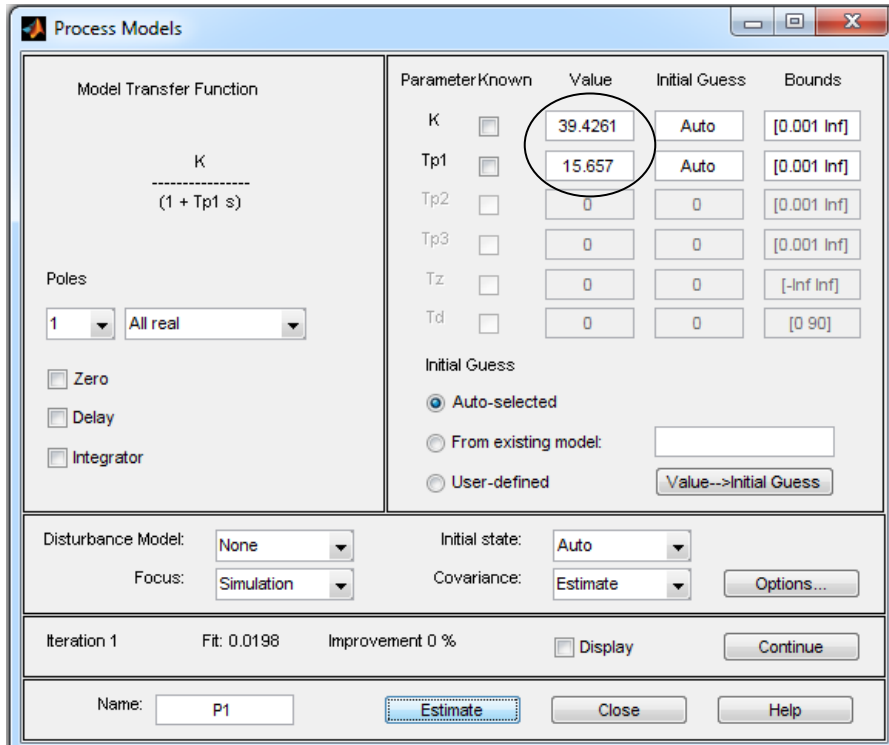 Process Models
Model Transfer Function
K
----------------
(1 + Tp1 s)
Poles
1 All real
Zero
Delay
Integrator
Parameter Known Value Initial Guess Bounds
K 39.4261 Auto [0.001 Inf]
Tp1 15.657 Auto [0.001 Inf]
Tp2 0 0 [0.001 Inf]
Tp3 0 0 [0.001 Inf]
Tz 0 0 [-Inf Inf]
Td 0 0 [0 90]
Initial Guess
Auto-selected
From existing model:
User-defined Value-->Initial Guess
Disturbance Model: None Initial state: Auto
Focus: Simulation Covariance: Estimate Options...
Iteration 1 Fit: 0.0198 Improvement 0 % Display Continue
Name: P1 Estimate Close Help